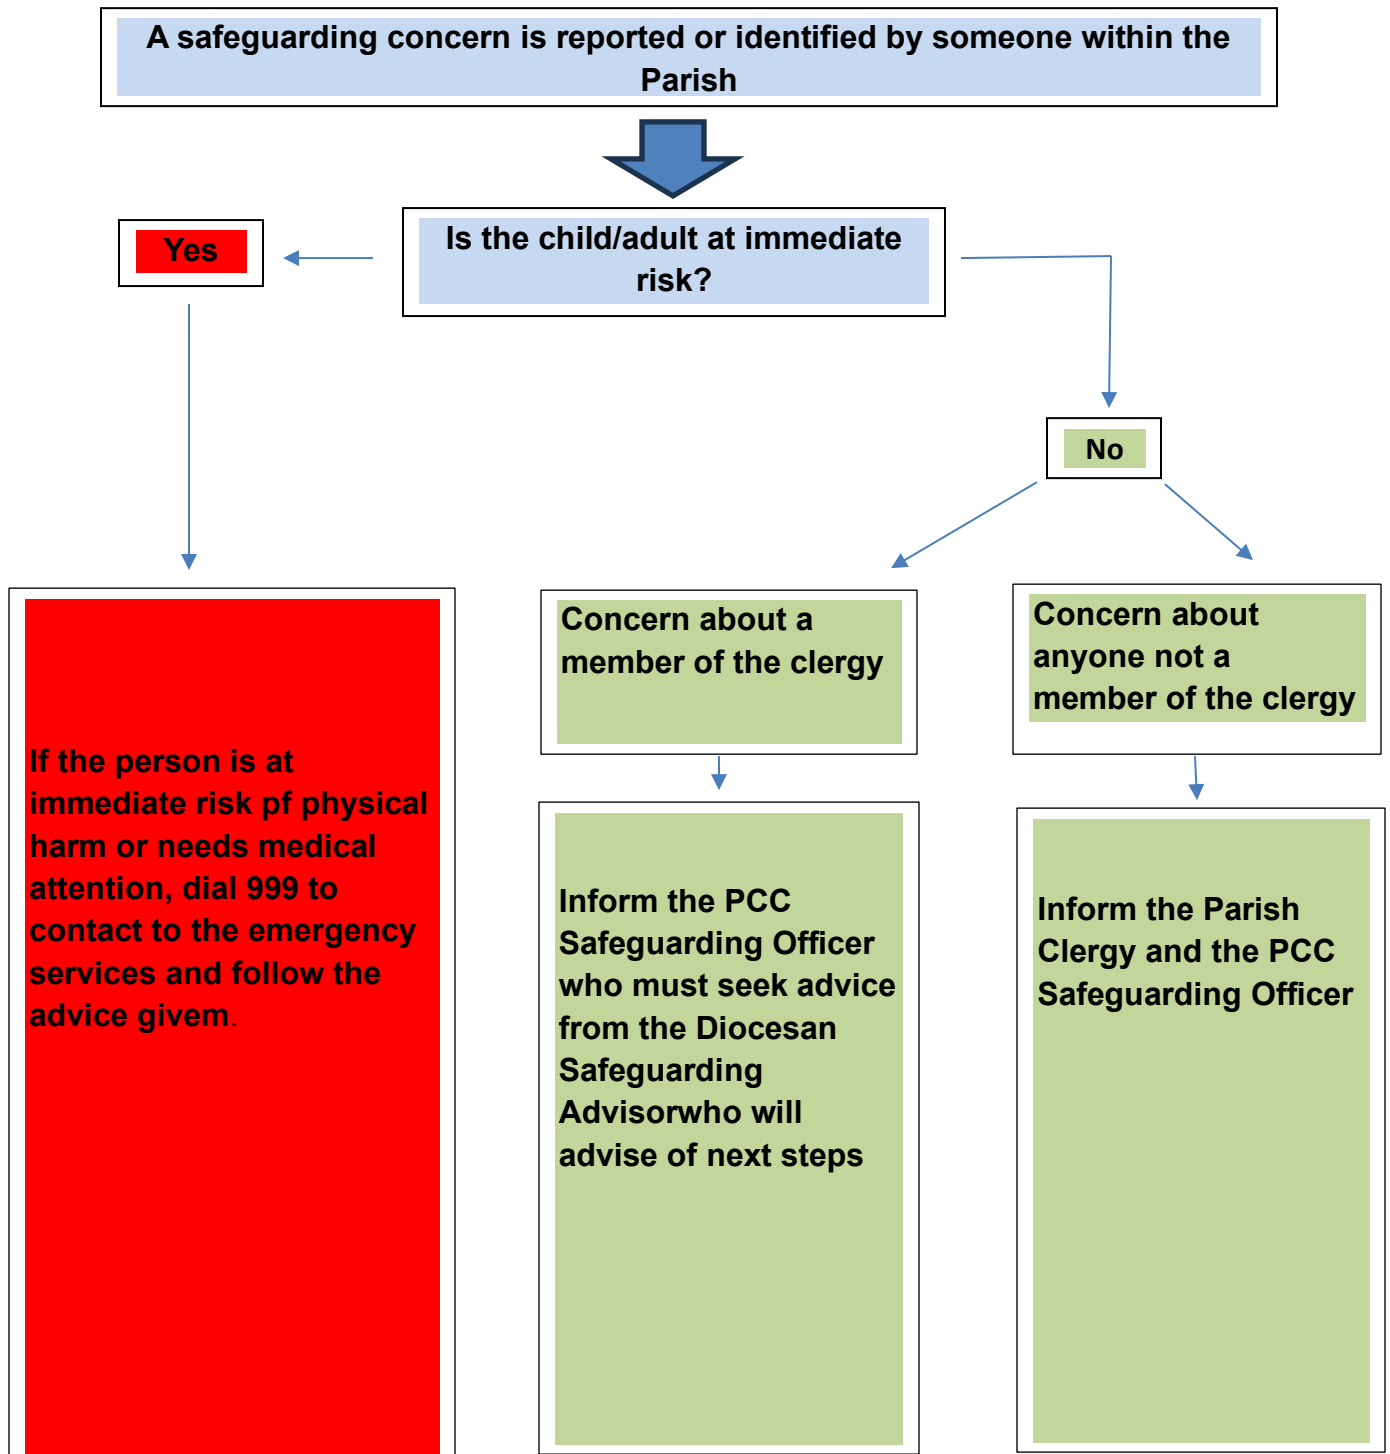 A safeguarding concern is reported or identified by someone within the
Parish
Is the child/adult at immediate
risk?
Yes
No
If the person is at
immediate risk pf physical
harm or needs medical
attention, dial 999 to
contact to the emergency
services and follow the
advice givem.
Concern about a
member of the clergy
Concern about
anyone not a
member of the clergy
Inform the PCC
Safeguarding Officer
who must seek advice
from the Diocesan
Safeguarding
Advisorwho will
advise of next steps
Inform the Parish
Clergy and the PCC
Safeguarding Officer